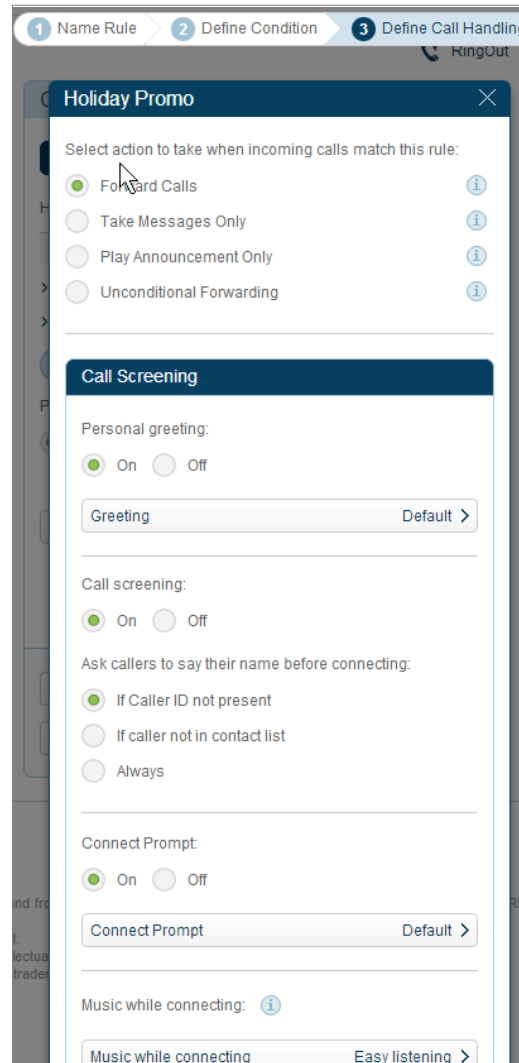 1 Name Rule 2 Define Condition 3 Define Call Handling
RingOut
Holiday Promo
Select action to take when incoming calls match this rule:
Forward Calls
Take Messages Only
Play Announcement Only
Unconditional Forwarding
Call Screening
Personal greeting:
On Off
Greeting Default
Call screening:
On Off
Ask callers to say their name before connecting:
If Caller ID not present
If caller not in contact list
Always
Connect Prompt:
On Off
Connect Prompt Default
Music while connecting:
Music while connecting Easy listening